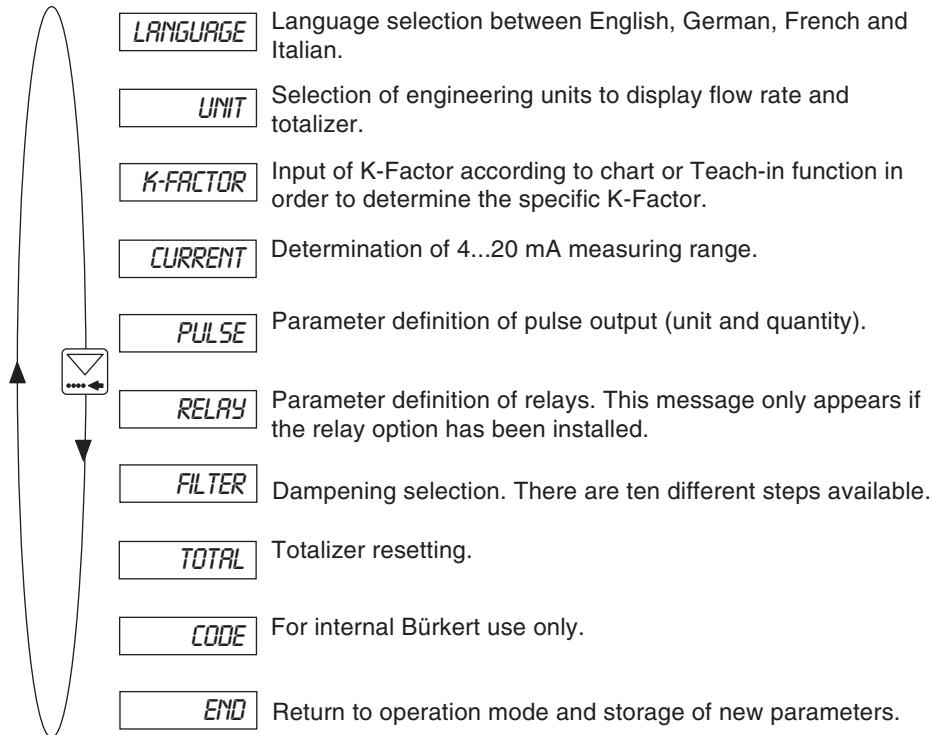 LANGUAGE
Language selection between English, German, French and
Italian.
UNIT
Selection of engineering units to display flow rate and
totalizer.
K-FACTOR
Input of K-Factor according to chart or Teach-in function in
order to determine the specific K-Factor.
CURRENT
Determination of 4...20 mA measuring range.
PULSE
Parameter definition of pulse output (unit and quantity).
RELAY
Parameter definition of relays. This message only appears if
the relay option has been installed.
FILTER
Dampening selection. There are ten different steps available.
TOTAL
Totalizer resetting.
CODE
For internal Bürkert use only.
END
Return to operation mode and storage of new parameters.